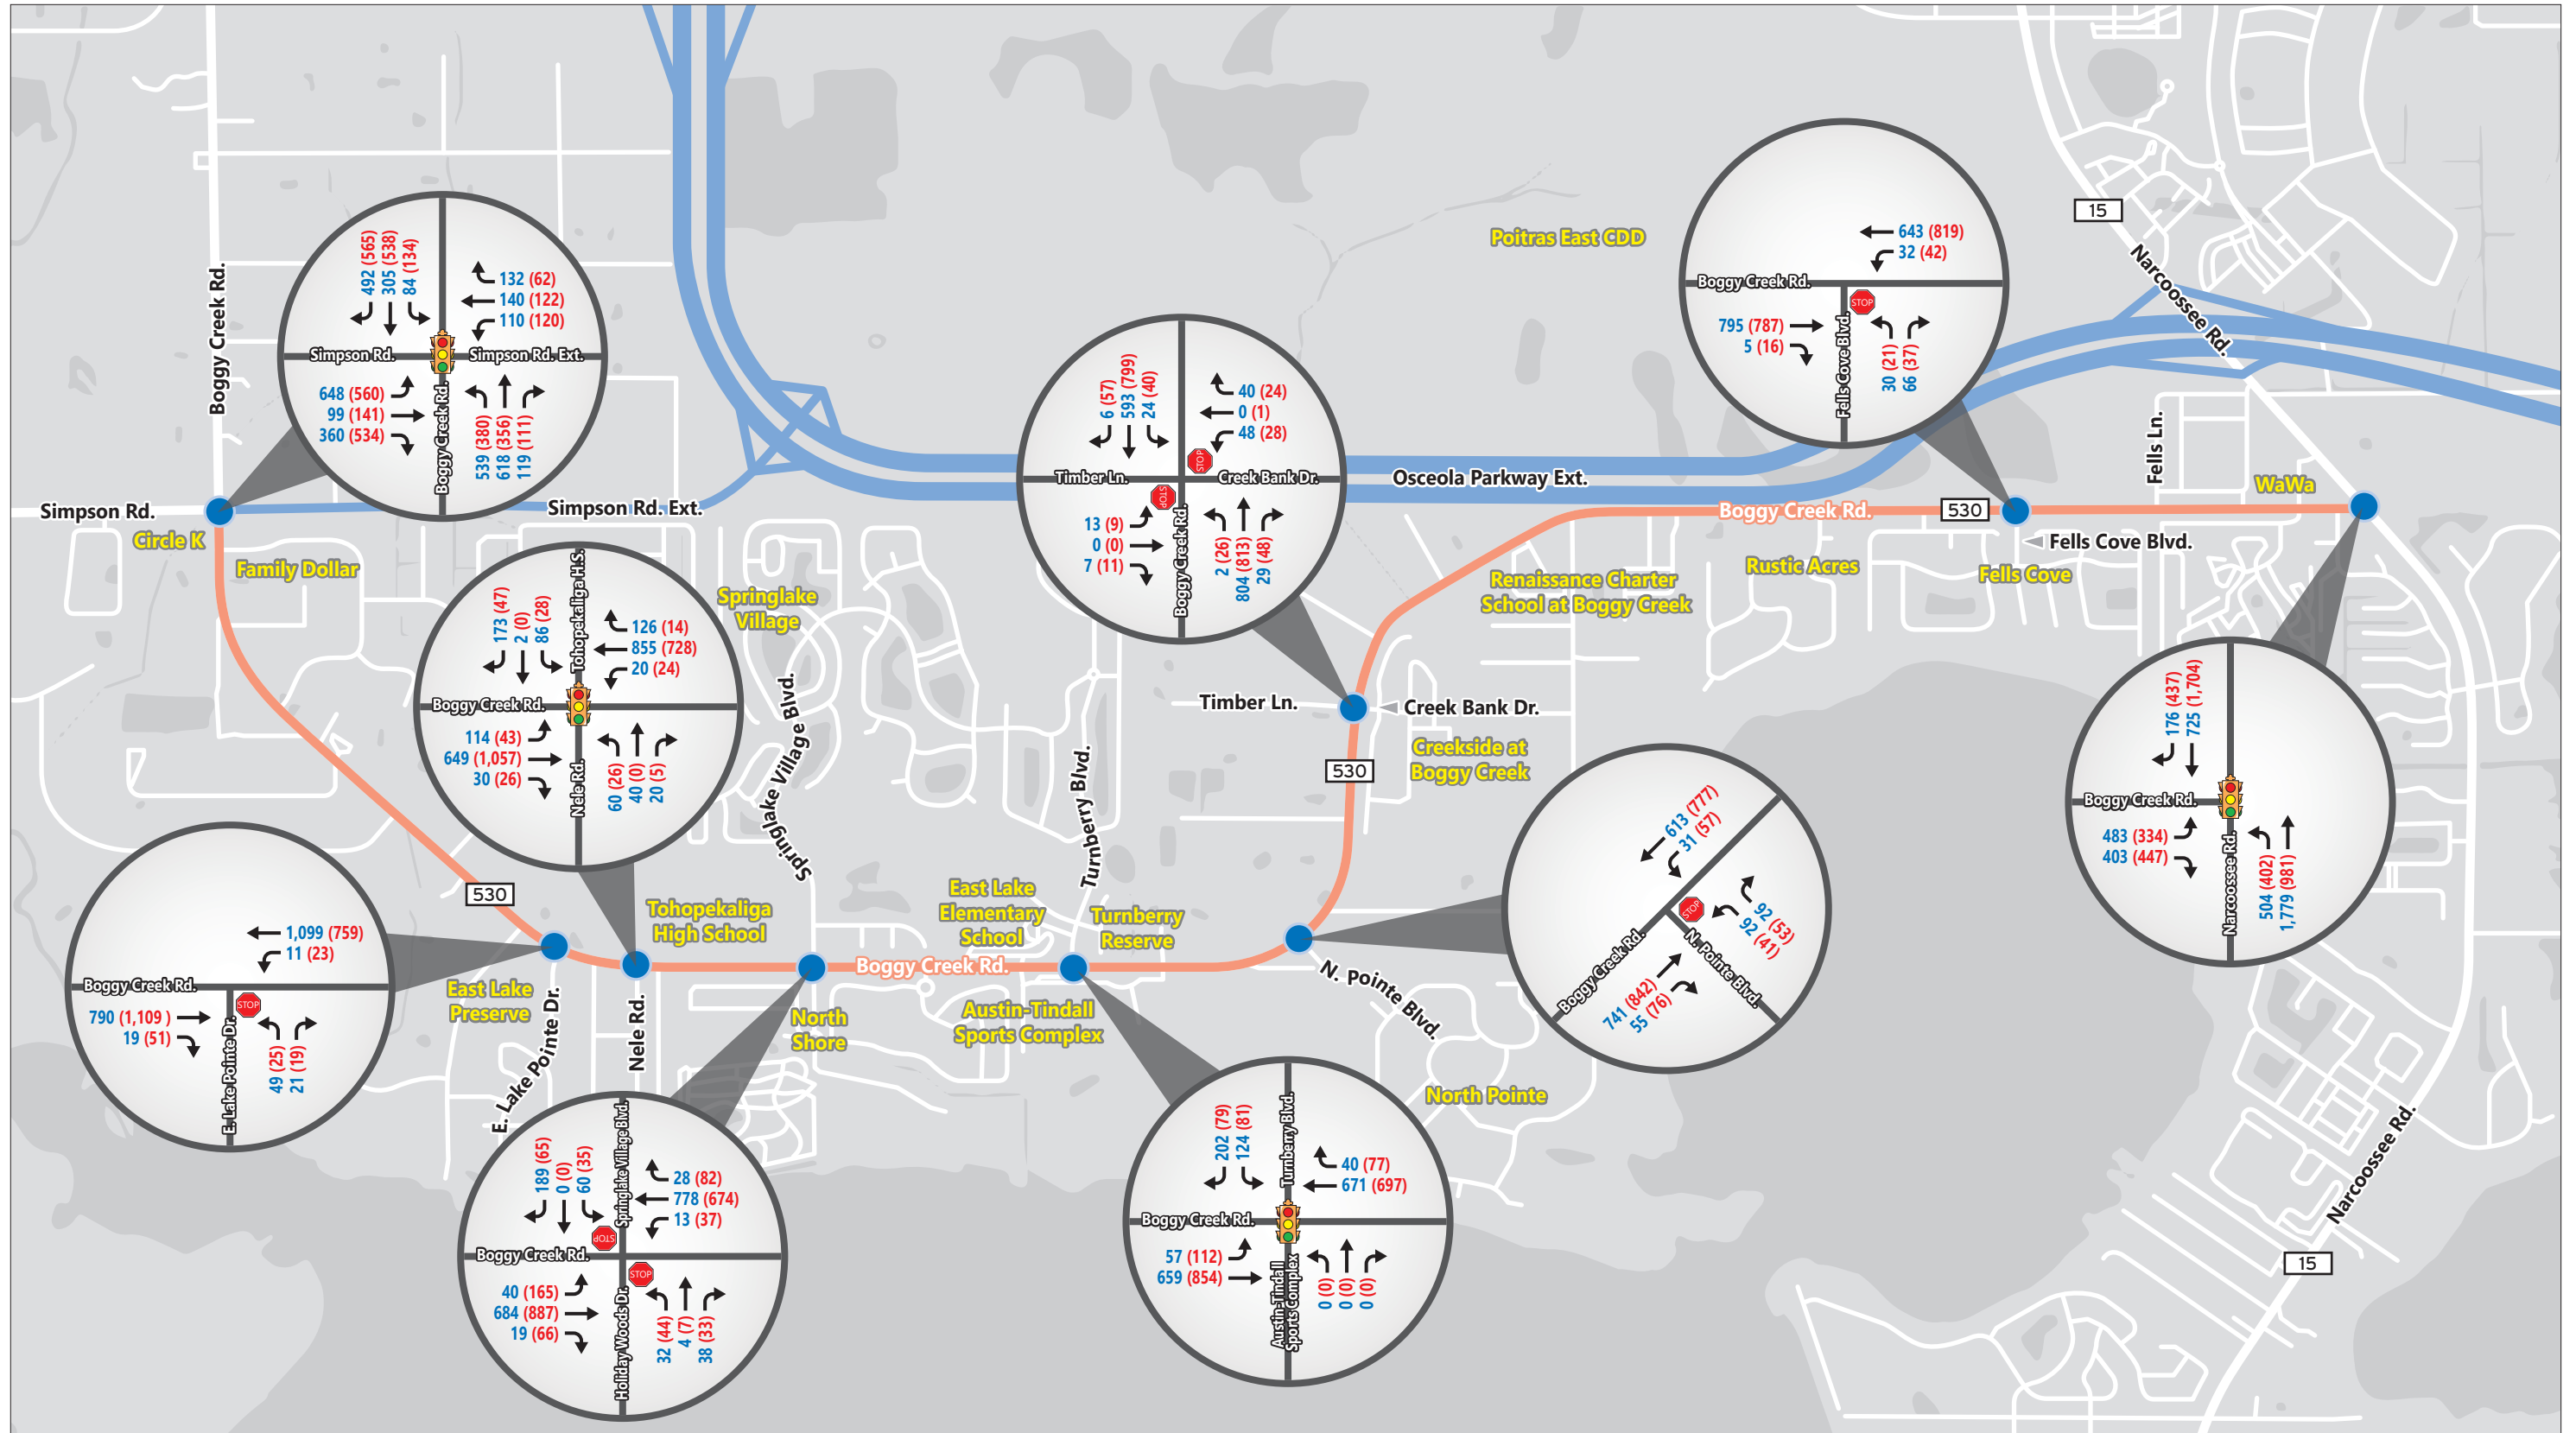 Boggy Creek Rd.
Simpson Rd.
Circle K
Family Dollar
Simpson Rd. Ext.
492 (565)
305 (538)
84 (134)
132 (62)
140 (122)
110 (120)
Simpson Rd.
Simpson Rd. Ext.
648 (560)
99 (141)
360 (534)
Boggy Creek Rd.
539 (380)
618 (356)
119 (111)
173 (47)
2 (0)
86 (28)
Tohopekaliga H.S.
126 (14)
855 (728)
20 (24)
Boggy Creek Rd.
114 (43)
649 (1,057)
30 (26)
Nele Rd.
60 (26)
40 (0)
20 (5)
Springlake
Village
Springlake Village Blvd.
530
1,099 (759)
11 (23)
Boggy Creek Rd.
STOP
790 (1,109 )
19 (51)
E. Lake Pointe Dr.
49 (25)
21 (19)
East Lake
Preserve
E. Lake Pointe Dr.
Nele Rd.
Tohopekaliga
High School
North
Shore
189 (65)
0 (0)
60 (35)
Springlake Village Blvd.
28 (82)
778 (674)
13 (37)
STOP
Boggy Creek Rd.
STOP
40 (165)
684 (887)
19 (66)
Holiday Woods Dr.
32 (44)
4 (7)
38 (33)
Boggy Creek Rd.
East Lake
Elementary
School
Turnberry Blvd.
Turnberry
Reserve
Austin-Tindall
Sports Complex
202 (79)
124 (81)
Turnberry Blvd.
40 (77)
671 (697)
Boggy Creek Rd.
57 (112)
659 (854)
Austin-Tindall
Sports Complex
0 (0)
0 (0)
0 (0)
6 (57)
593 (799)
24 (40)
40 (24)
0 (1)
48 (28)
STOP
Timber Ln.
Creek Bank Dr.
STOP
13 (9)
0 (0)
7 (11)
Boggy Creek Rd.
2 (26)
804 (813)
29 (48)
Osceola Parkway Ext.
Timber Ln.
Creek Bank Dr.
530
Creekside at
Boggy Creek
Renaissance Charter
School at Boggy Creek
N. Pointe Blvd.
North Pointe
613 (777)
31 (57)
STOP
92 (53)
92 (41)
Boggy Creek Rd.
N. Pointe Blvd.
741 (842)
55 (76)
Poitras East CDD
643 (819)
32 (42)
Boggy Creek Rd.
STOP
795 (787)
5 (16)
Fells Cove Blvd.
30 (21)
66 (37)
Boggy Creek Rd.
530
Rustic Acres
Fells Cove Blvd.
Fells Cove
15
Narcoossee Rd.
Fells Ln.
WaWa
176 (437)
725 (1,704)
Boggy Creek Rd.
483 (334)
403 (447)
Narcoossee Rd.
504 (402)
1,779 (981)
Narcoossee Rd.
15